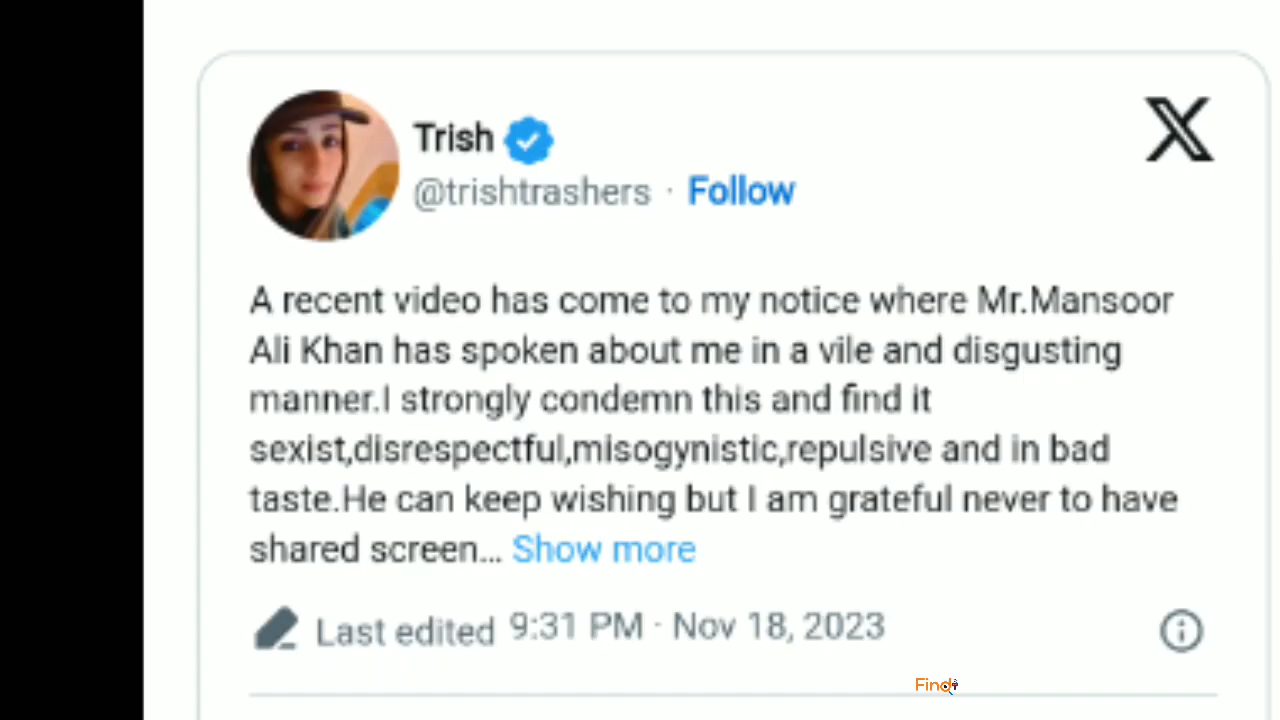 Trish
@trishtrashers · Follow
A recent video has come to my notice where Mr.Mansoor
Ali Khan has spoken about me in a vile and disgusting
manner.I strongly condemn this and find it
sexist,disrespectful,misogynistic,repulsive and in bad
taste.He can keep wishing but I am grateful never to have
shared screen... Show more
Last edited 9:31 PM · Nov 18, 2023
Find